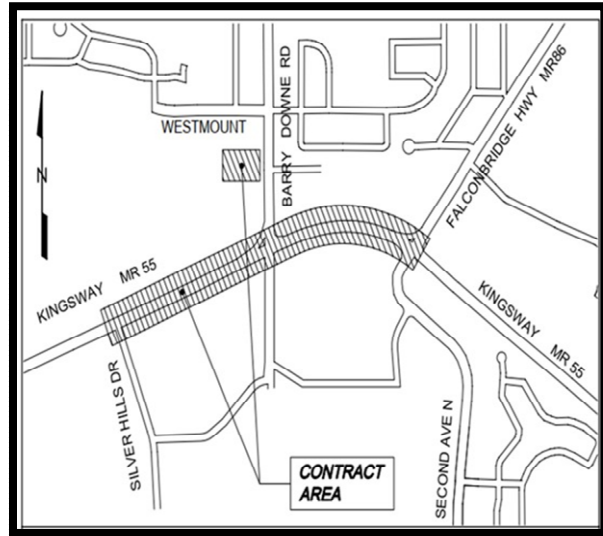 BARRY DOWNE RD
FALCONBRIDGE HWY MR86
WESTMOUNT
N
KINGSWAY MR 55
KINGSWAY MR 55
SILVER HILLS DR
SECOND AVE N
CONTRACT
AREA